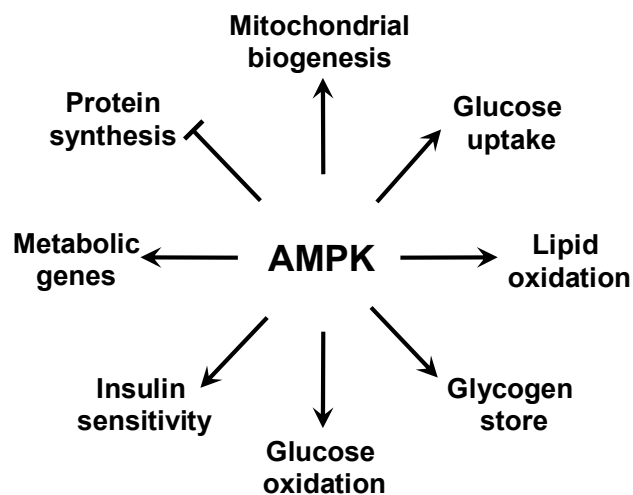 Mitochondrial
biogenesis
Protein
synthesis
Glucose
uptake
Metabolic
genes
AMPK
Lipid
oxidation
Insulin
sensitivity
Glycogen
store
Glucose
oxidation